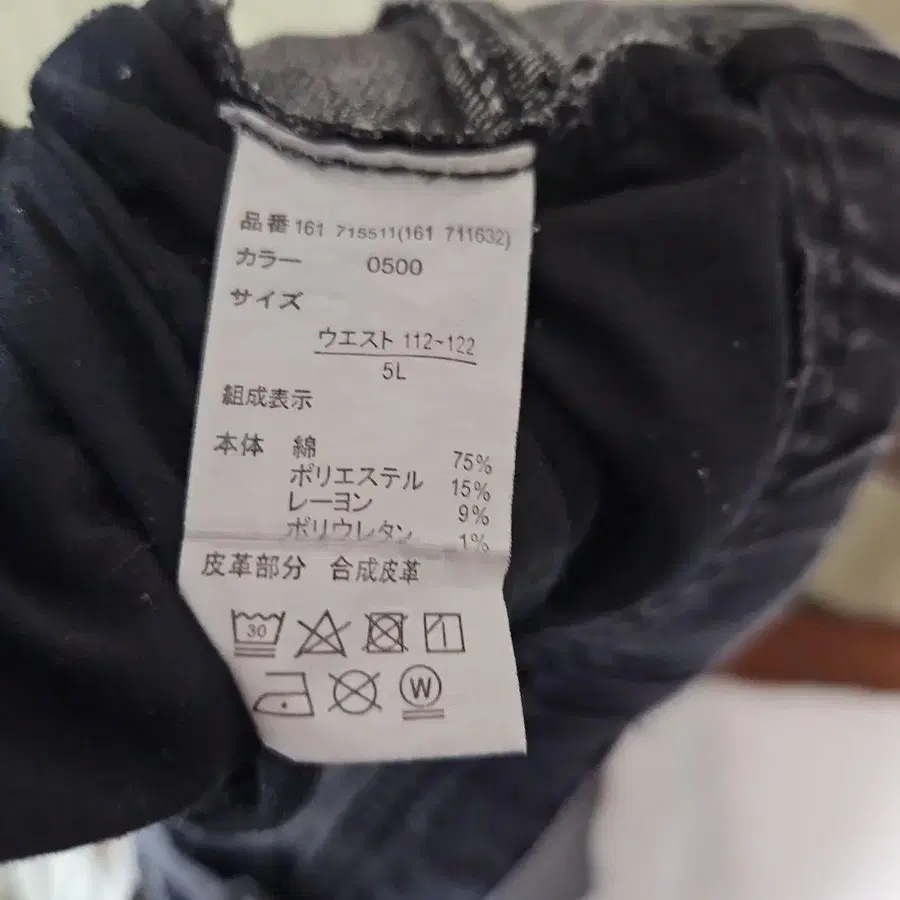 品番 161 715511(161 711632)
カラー 0500
サイズ
ウエスト 112~122
5L
組成表示
本体 綿 75%
ポリエステル 15%
レーヨン 9%
ポリウレタン 1%
皮革部分 合成皮革
30
W